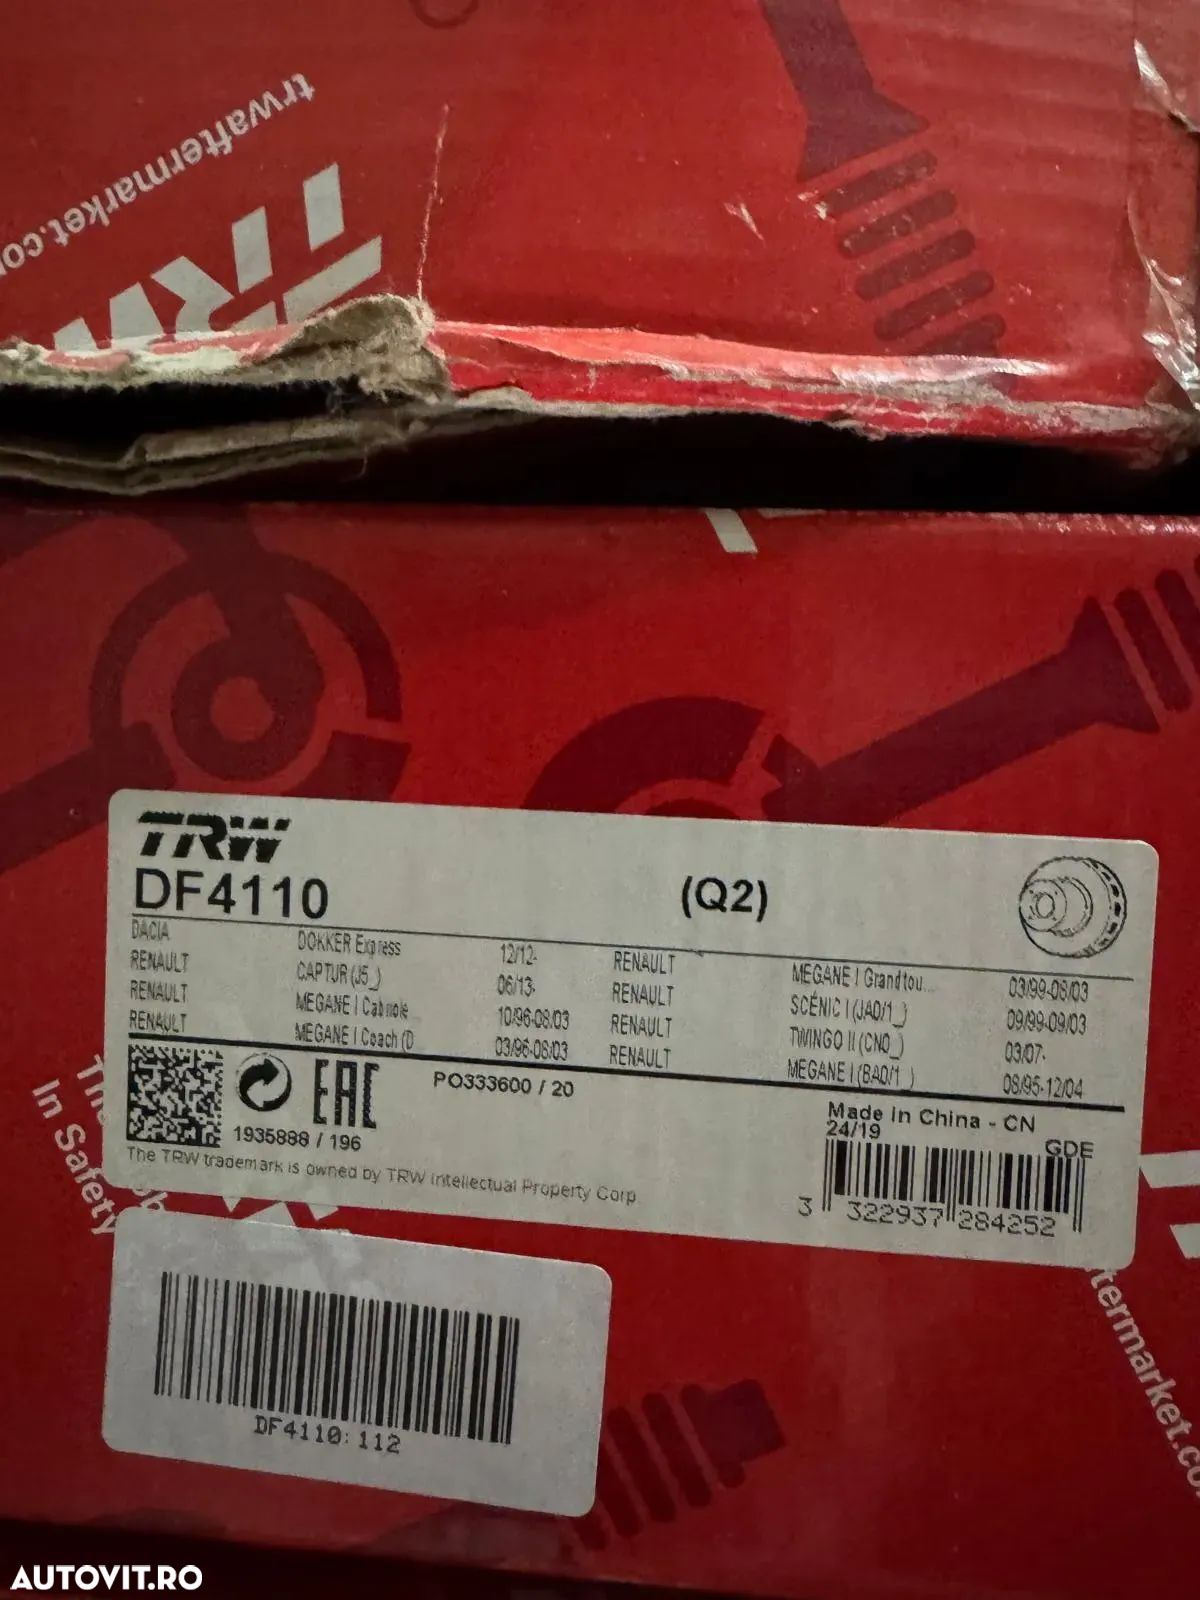 trwaftermarket.co
TRW
TRW
DF4110
(Q2)
DACIA DOKKER Express 12/12-
RENAULT CAPTUR (J5_) 06/13-
RENAULT MEGANE I Cabriole... 10/96-08/03
RENAULT MEGANE I Coach (D 03/96-08/03
RENAULT MEGANE I Grandtou... 03/99-08/03
RENAULT SCÉNIC I (JA0/1_) 09/99-09/03
RENAULT TWINGO II (CN0_) 03/07-
RENAULT MEGANE I (BA0/1_) 08/95-12/04
EAC
PO333600 / 20
1935888 / 196
Made in China - CN
24/19
GDE
The TRW trademark is owned by TRW Intellectual Property Corp.
3 322937 284252
In Safety
termarket.co
DF4110:112
AUTOVIT.RO